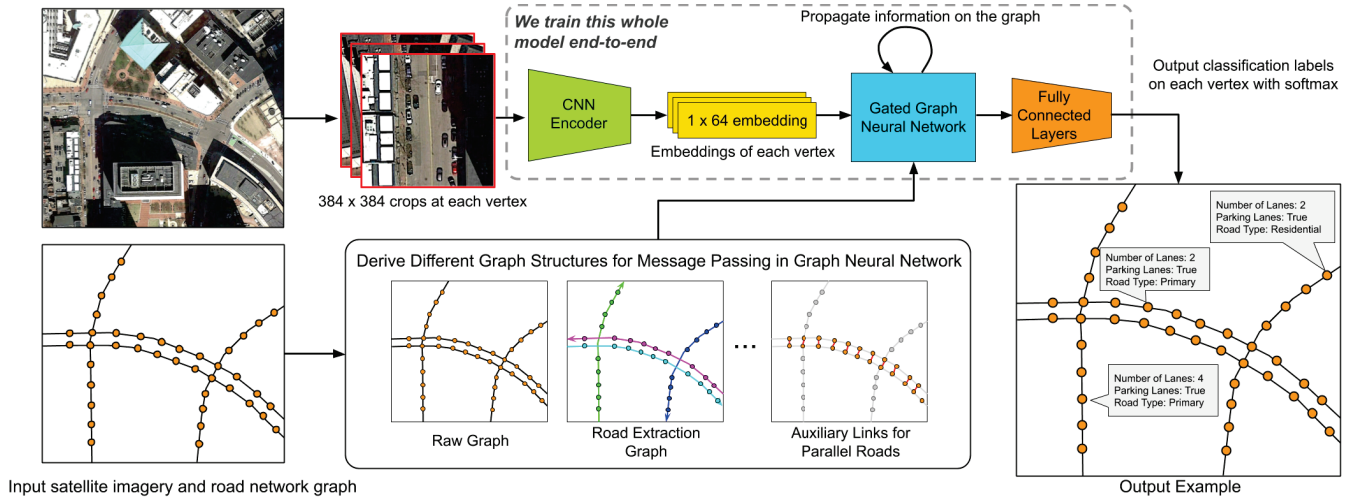 We train this whole
model end-to-end
Propagate information on the graph
CNN
Encoder
1 x 64 embedding
Embeddings of each vertex
Gated Graph
Neural Network
Fully
Connected
Layers
Output classification labels
on each vertex with softmax
384 x 384 crops at each vertex
Derive Different Graph Structures for Message Passing in Graph Neural Network
...
Raw Graph
Road Extraction
Graph
Auxiliary Links for
Parallel Roads
Number of Lanes: 2
Parking Lanes: True
Road Type: Residential
Number of Lanes: 2
Parking Lanes: True
Road Type: Primary
Number of Lanes: 4
Parking Lanes: True
Road Type: Primary
Input satellite imagery and road network graph
Output Example